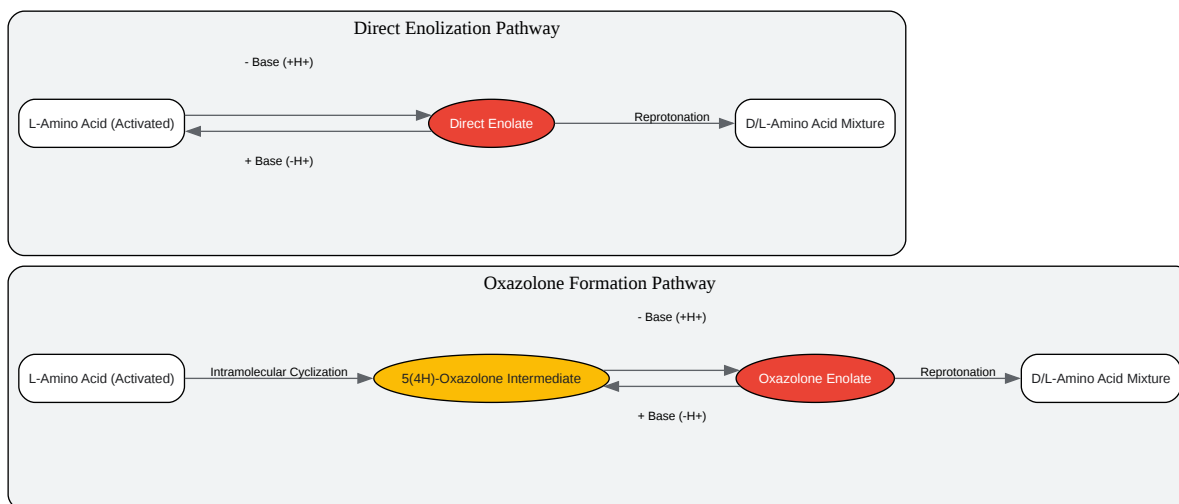 Direct Enolization Pathway
- Base (+H+)
L-Amino Acid (Activated)
Direct Enolate
Reprotonation
D/L-Amino Acid Mixture
+ Base (-H+)
Oxazolone Formation Pathway
- Base (+H+)
L-Amino Acid (Activated)
Intramolecular Cyclization
5(4H)-Oxazolone Intermediate
Oxazolone Enolate
Reprotonation
D/L-Amino Acid Mixture
+ Base (-H+)